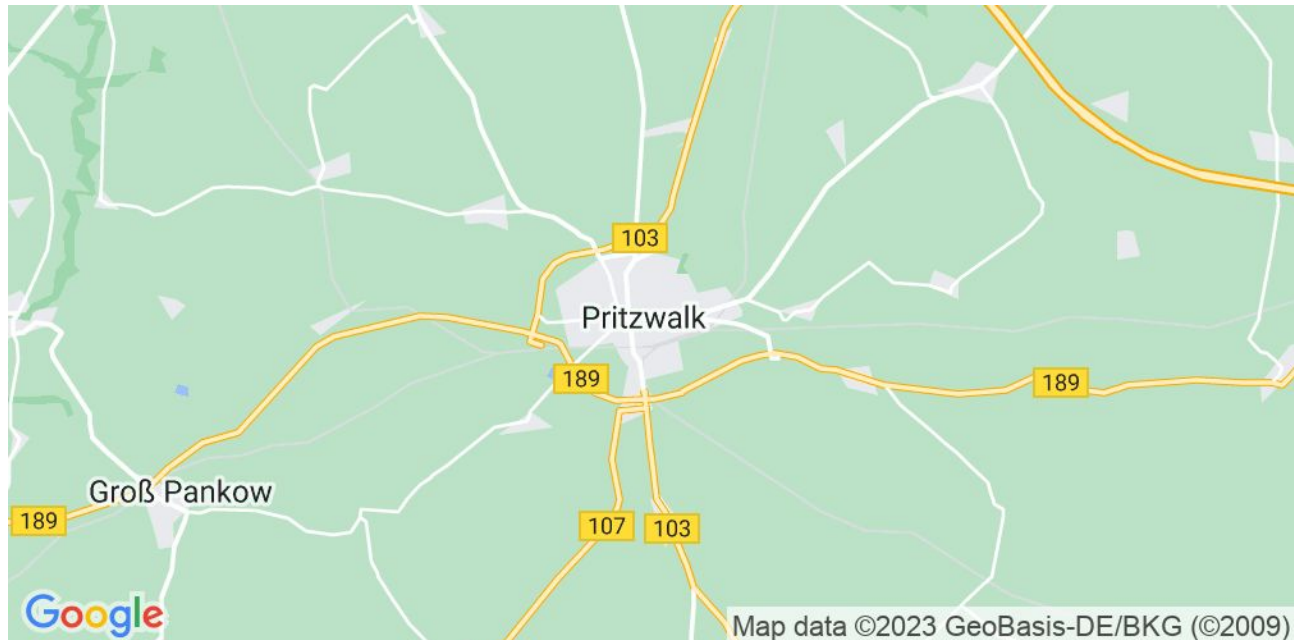 103
Pritzwalk
189
189
Groß Pankow
189
107
103
Google
Map data ©2023 GeoBasis-DE/BKG (©2009)